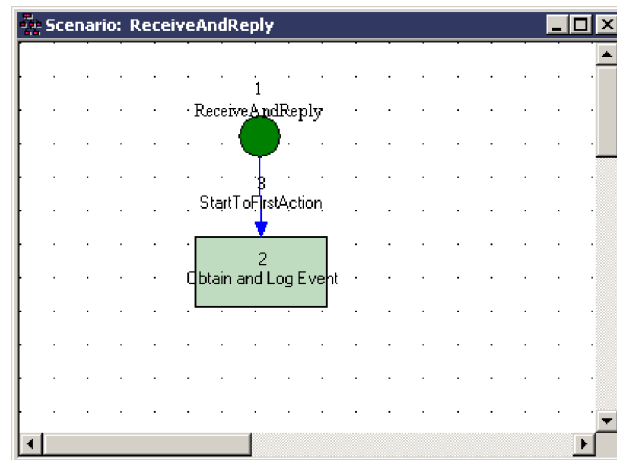 Scenario: ReceiveAndReply
1
ReceiveAndReply
3
StartToFirstAction
2
Obtain and Log Event